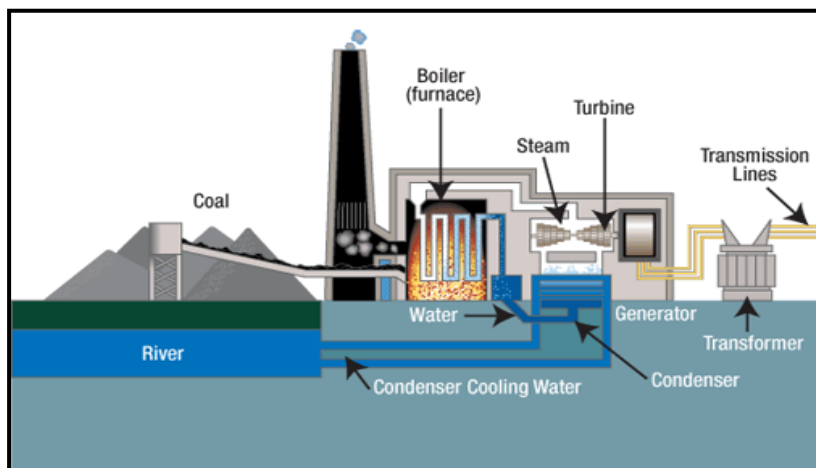 Boiler
(furnace)
Turbine
Steam
Transmission
Lines
Coal
Water
Generator
River
Transformer
Condenser
Condenser Cooling Water